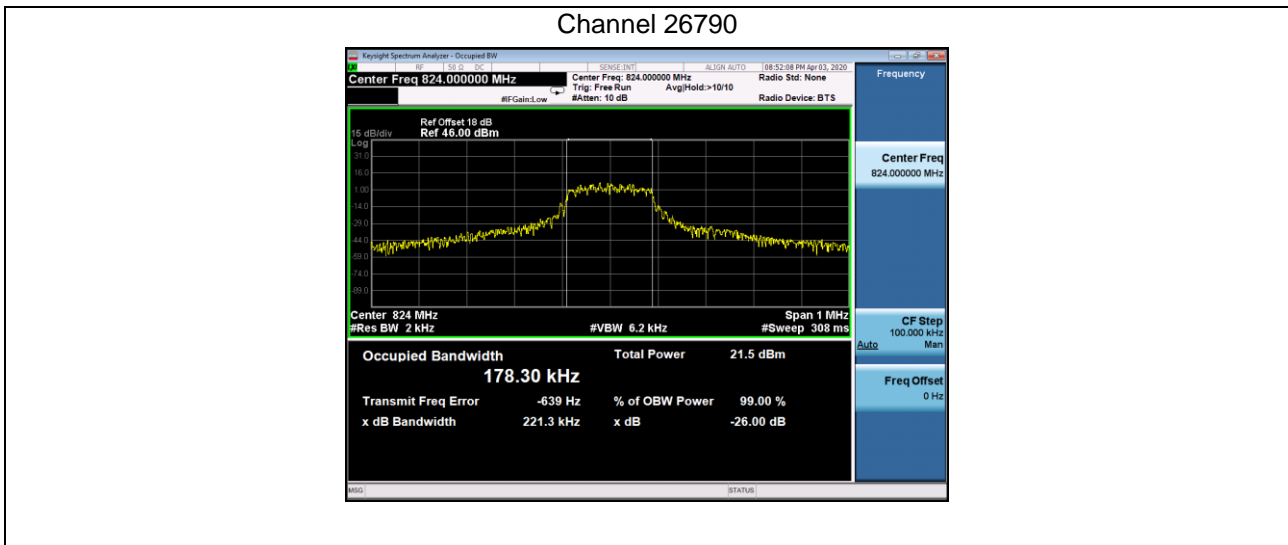 Channel 26790
Keysight Spectrum Analyzer - Occupied BW
RF 50 Ω DC SENSE:INT ALIGN AUTO 08:52:08 PM Apr 03, 2020
Center Freq 824.000000 MHz
Center Freq: 824.000000 MHz Radio Std: None
Trig: Free Run Avg|Hold:>10/10
#IFGain:Low #Atten: 10 dB Radio Device: BTS
Ref Offset 18 dB
15 dB/div Ref 46.00 dBm
Log
31.0
16.0
1.00
-14.0
-29.0
-44.0
-59.0
-74.0
-89.0
Center 824 MHz Span 1 MHz
#Res BW 2 kHz #VBW 6.2 kHz #Sweep 308 ms
Occupied Bandwidth Total Power 21.5 dBm
178.30 kHz
Transmit Freq Error -639 Hz % of OBW Power 99.00 %
x dB Bandwidth 221.3 kHz x dB -26.00 dB
MSG STATUS
Frequency
Center Freq
824.000000 MHz
CF Step
100.000 kHz
Auto Man
Freq Offset
0 Hz